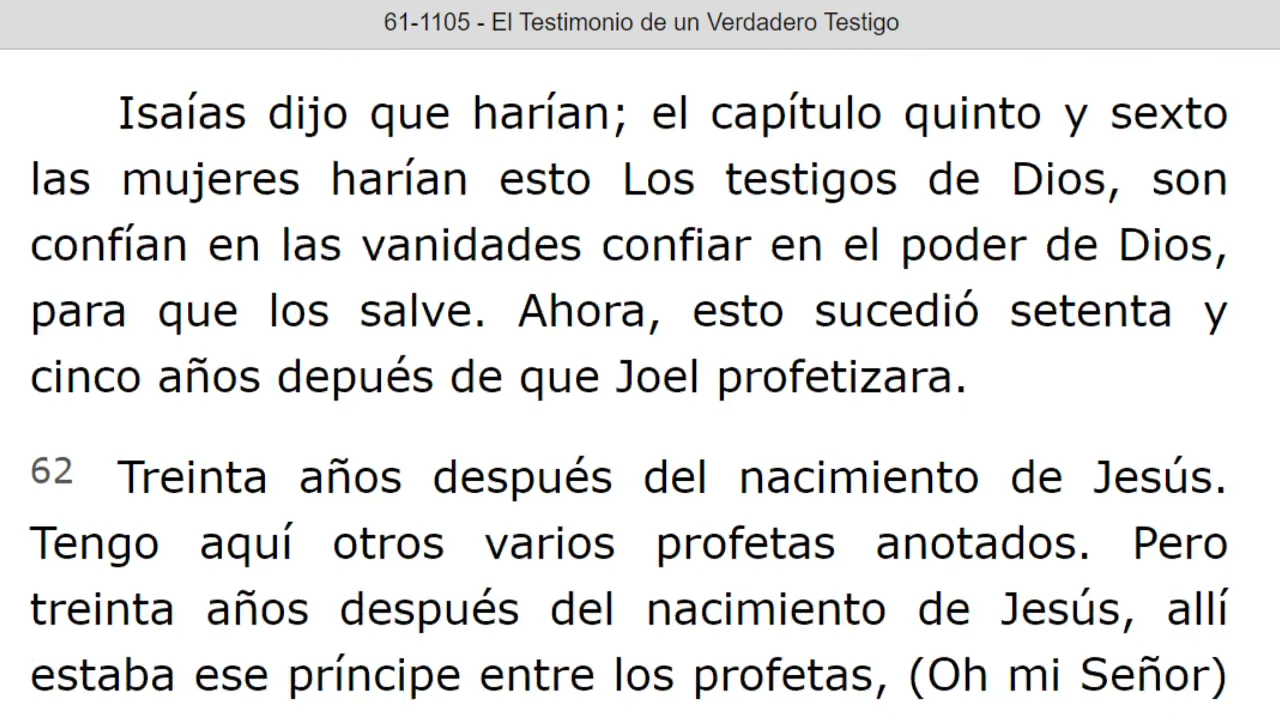 61-1105 - El Testimonio de un Verdadero Testigo
Isaías dijo que harían; el capítulo quinto y sexto
las mujeres harían esto Los testigos de Dios, son
confían en las vanidades confiar en el poder de Dios,
para que los salve. Ahora, esto sucedió setenta y
cinco años depués de que Joel profetizara.
62 Treinta años después del nacimiento de Jesús.
Tengo aquí otros varios profetas anotados. Pero
treinta años después del nacimiento de Jesús, allí
estaba ese príncipe entre los profetas, (Oh mi Señor)